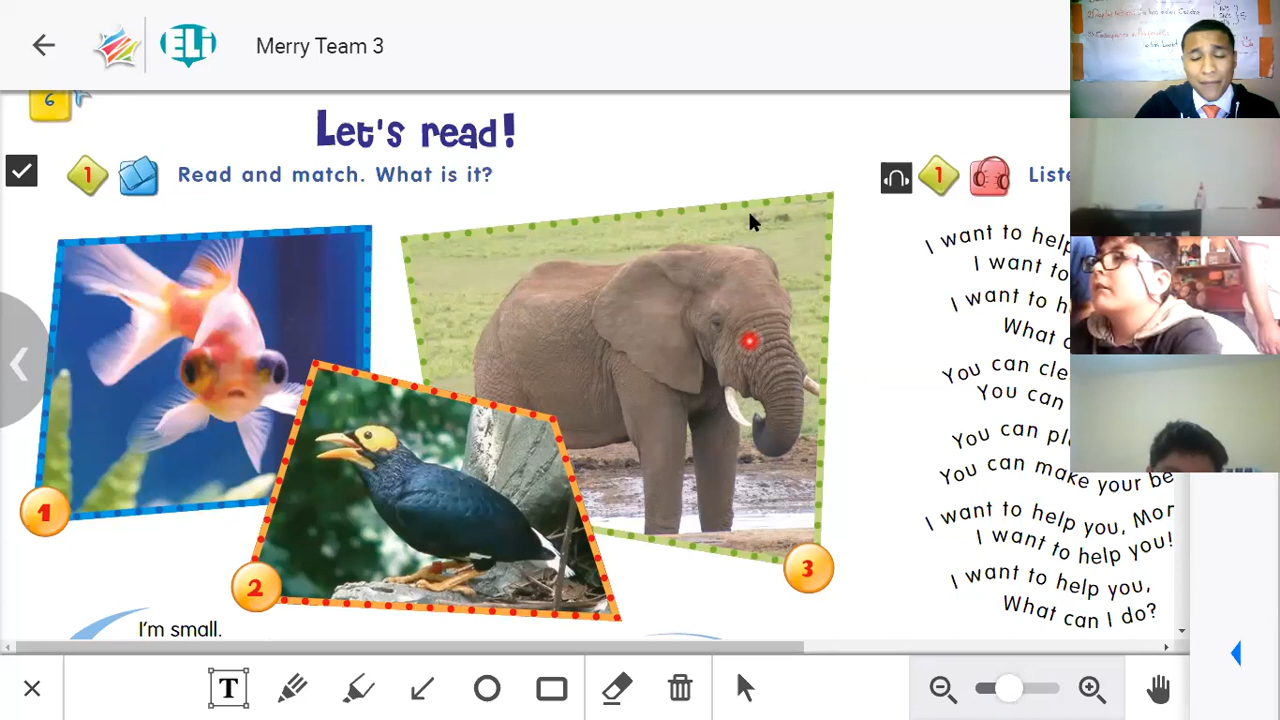 ELi
Merry Team 3
6
Let's read!
1
Read and match. What is it?
1
2
3
I'm small.
1
I want to help
I want to
I want to h
What
You can cle
You can
You can pl
You can make your be
I want to help you, Mor
I want to help you!
I want to help you,
What can I do?
T